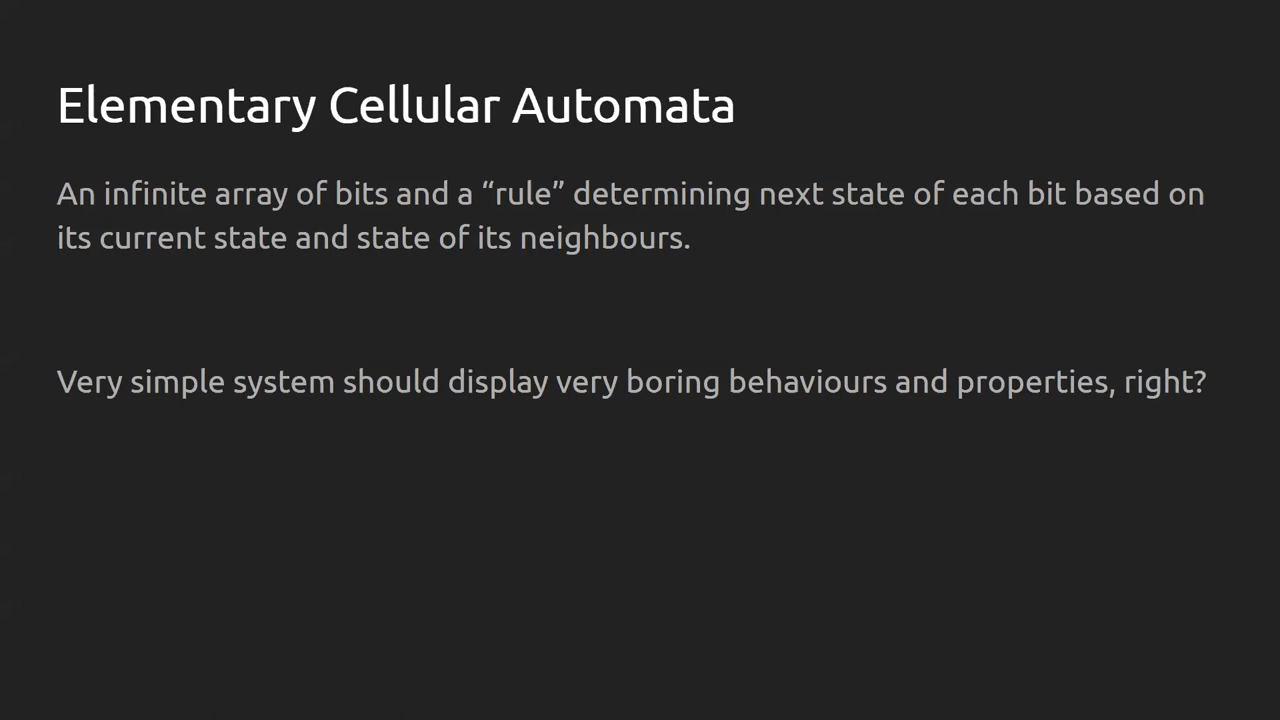 Elementary Cellular Automata
An infinite array of bits and a “rule” determining next state of each bit based on
its current state and state of its neighbours.
Very simple system should display very boring behaviours and properties, right?